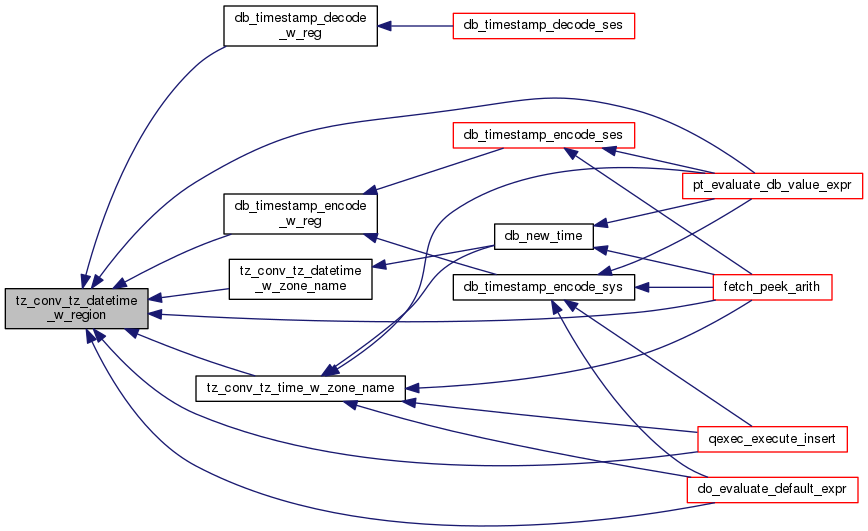 db_timestamp_decode
_w_reg
db_timestamp_decode_ses
db_timestamp_encode_ses
pt_evaluate_db_value_expr
db_timestamp_encode
_w_reg
db_new_time
tz_conv_tz_datetime
_w_zone_name
db_timestamp_encode_sys
fetch_peek_arith
tz_conv_tz_datetime
_w_region
tz_conv_tz_time_w_zone_name
qexec_execute_insert
do_evaluate_default_expr